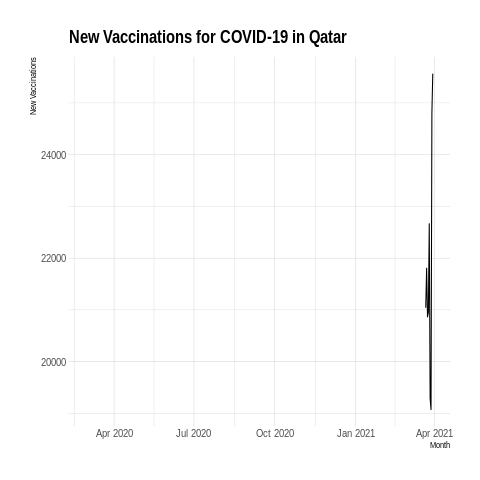 New Vaccinations for COVID-19 in Qatar
New Vaccinations
24000
22000
20000
Apr 2020 Jul 2020 Oct 2020 Jan 2021 Apr 2021
Month